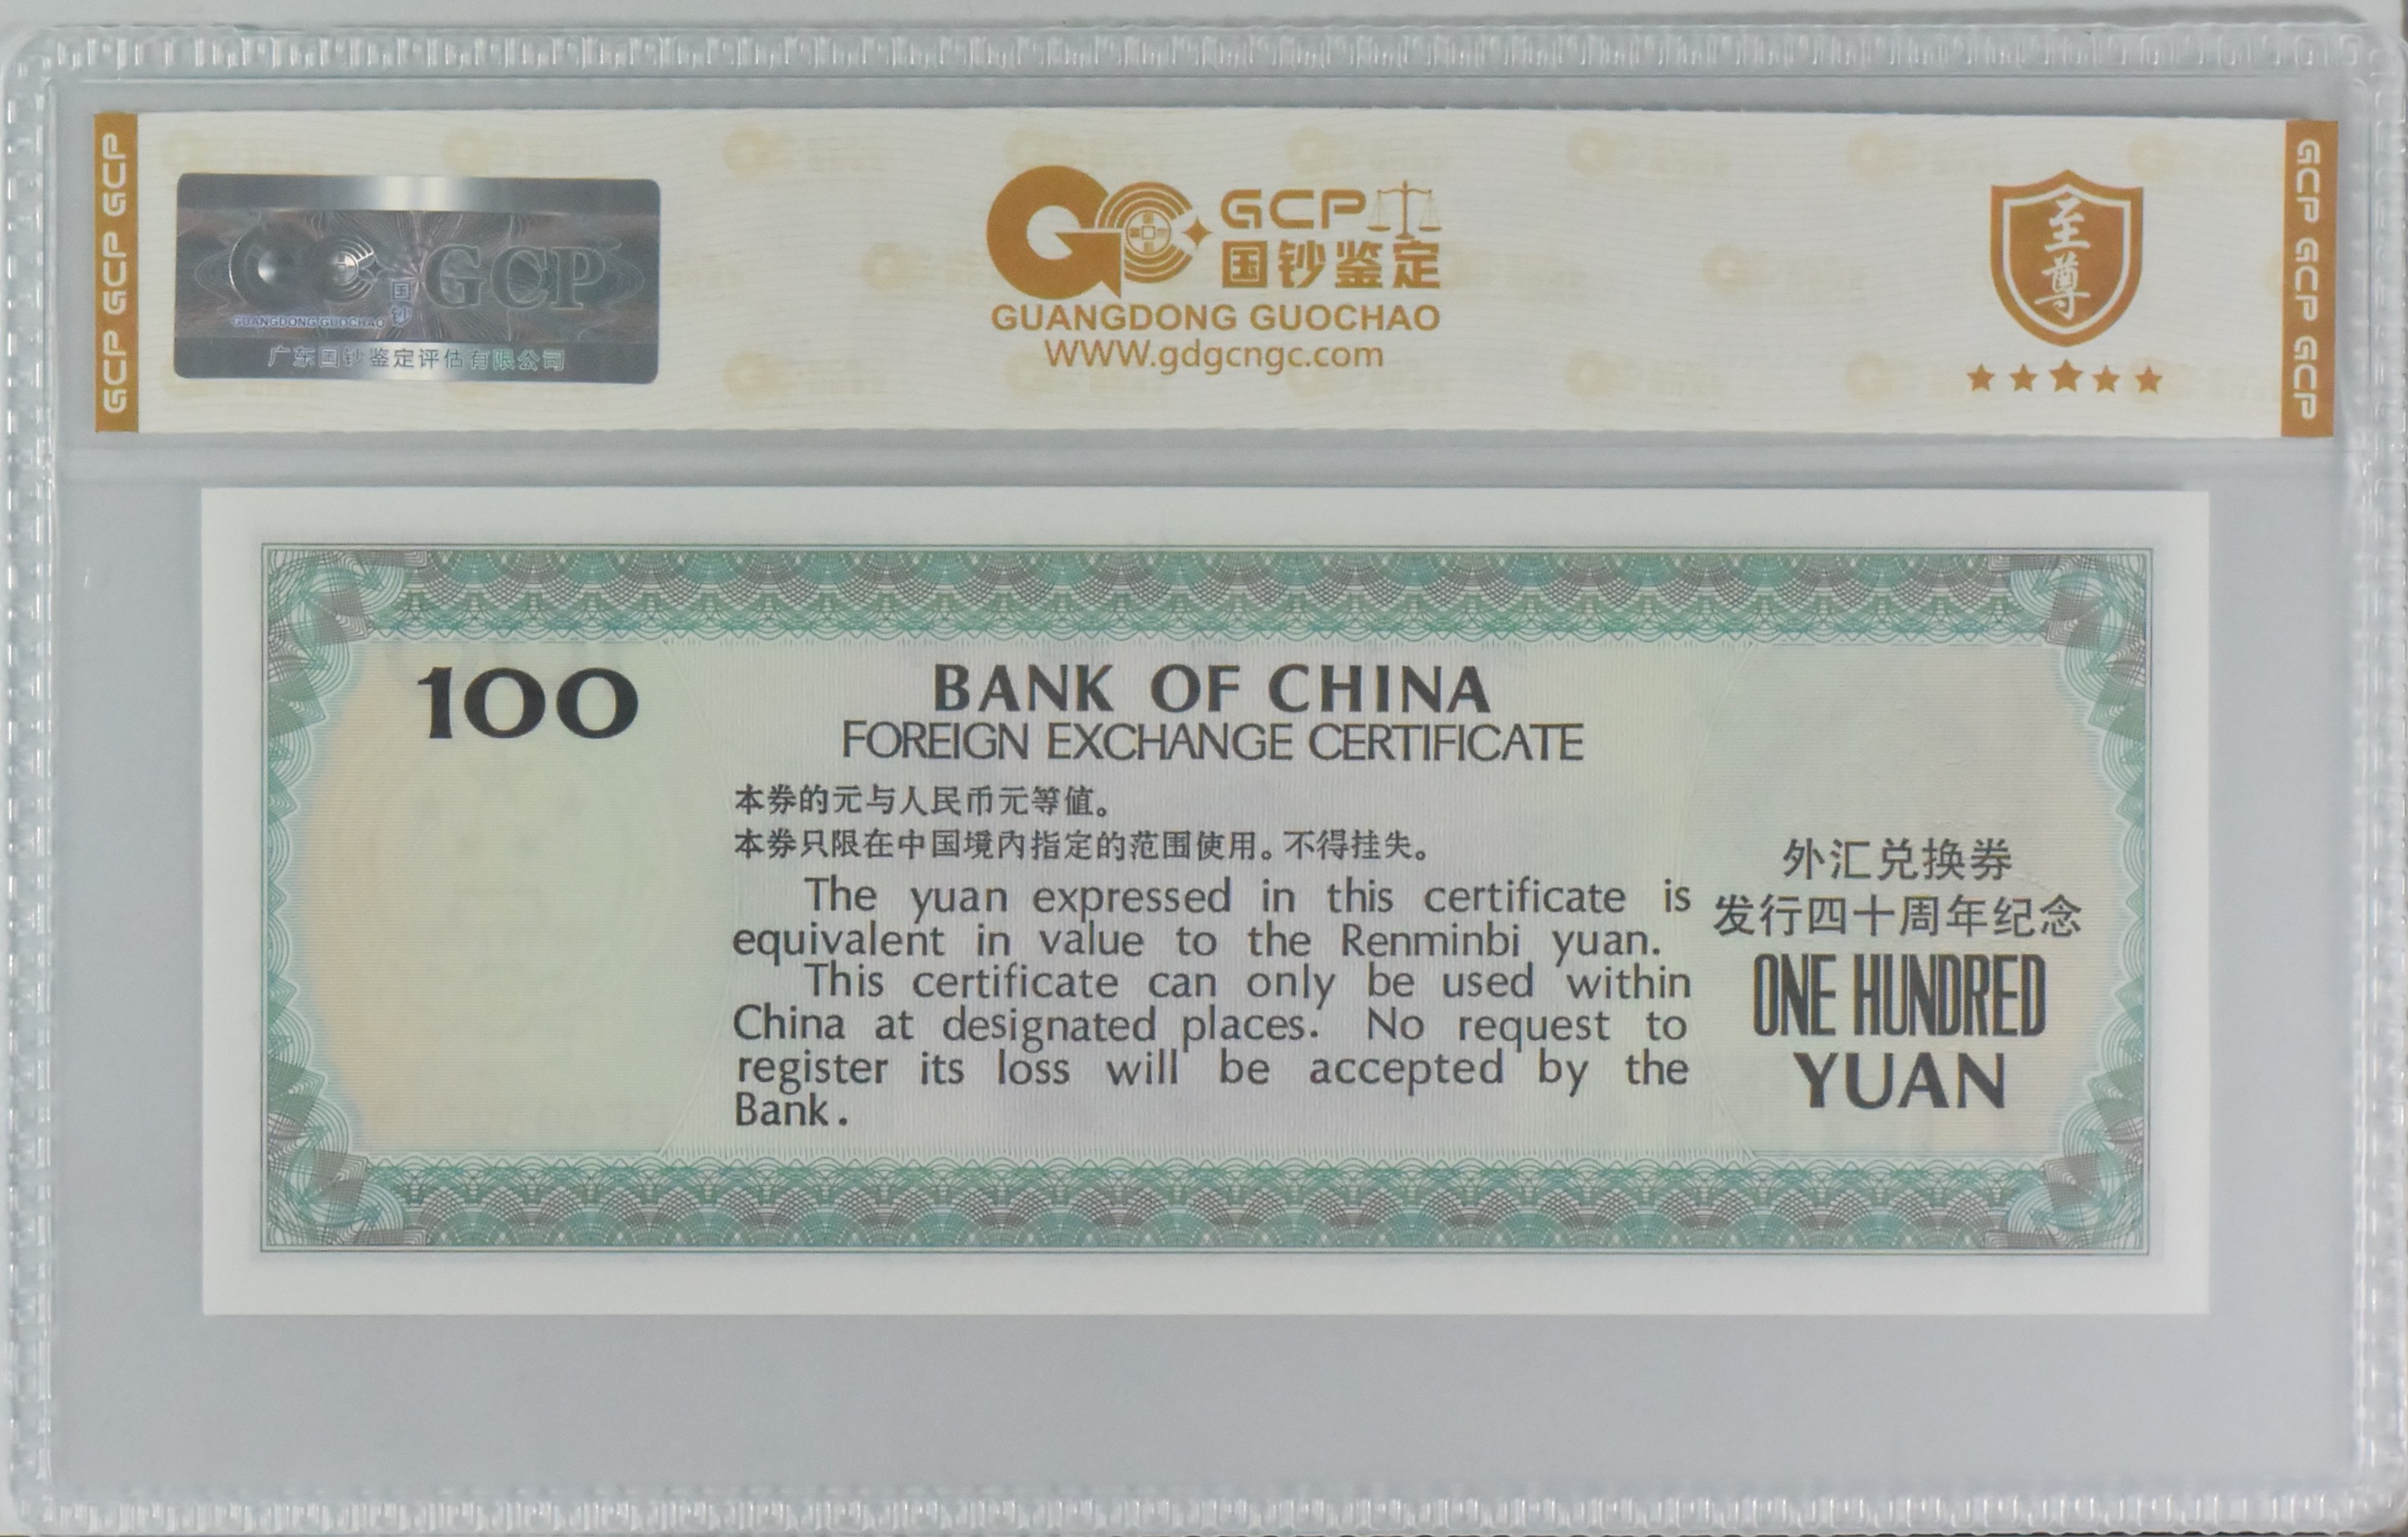 GCP GCP GCP
GCP
国
钞
GUANGDONG GUOCHAO
广东国钞鉴定评估有限公司
GCP
国钞鉴定
GUANGDONG GUOCHAO
WWW.gdgcngc.com
至
尊
GCP GCP GCP
100
BANK OF CHINA
FOREIGN EXCHANGE CERTIFICATE
本券的元与人民币元等值。
本券只限在中国境内指定的范围使用。不得挂失。
The yuan expressed in this certificate is
equivalent in value to the Renminbi yuan.
This certificate can only be used within
China at designated places. No request to
register its loss will be accepted by the
Bank.
外汇兑换券
发行四十周年纪念
ONE HUNDRED
YUAN